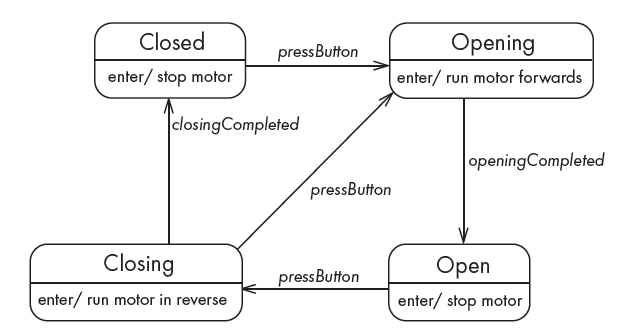 Closed
enter/ stop motor
pressButton
Opening
enter/ run motor forwards
closingCompleted
openingCompleted
pressButton
Closing
enter/ run motor in reverse
pressButton
Open
enter/ stop motor